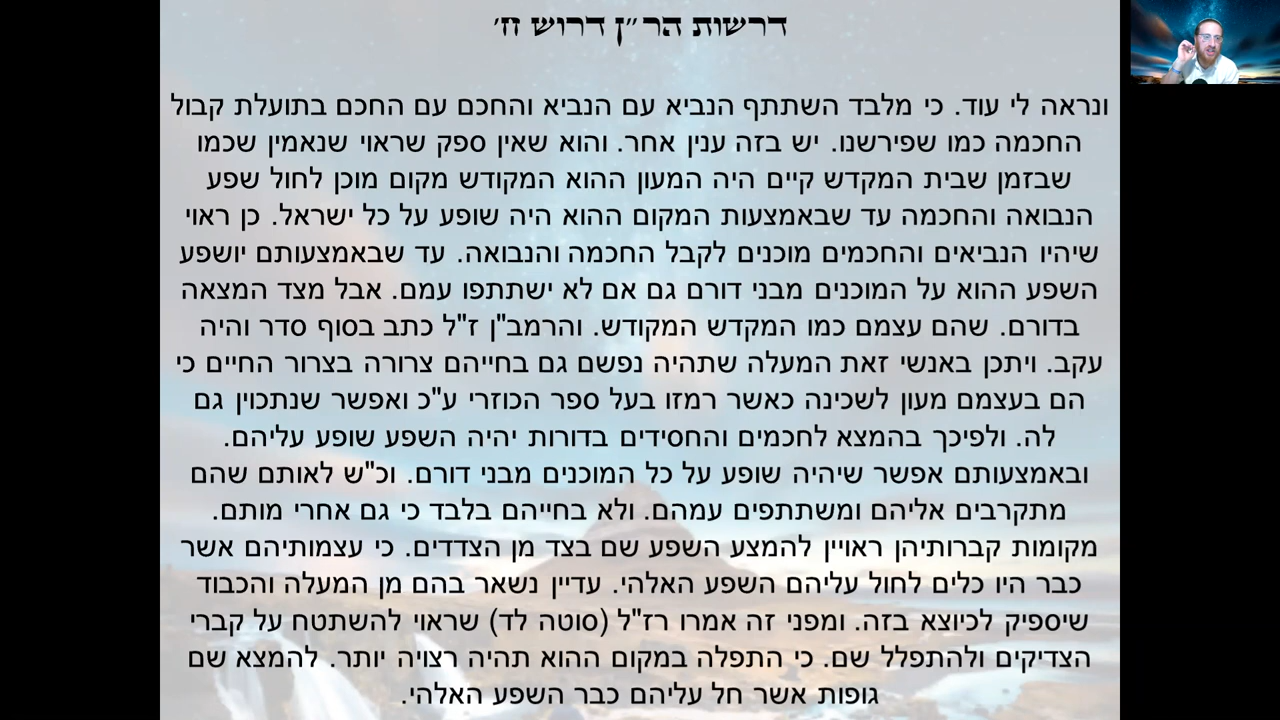 דרשות הר״ן דרוש ח׳
ונראה לי עוד. כי מלבד השתתף הנביא עם הנביא והחכם עם החכם בתועלת קבול
החכמה כמו שפירשנו. יש בזה ענין אחר. והוא שאין ספק שראוי שנאמין שכמו
שבזמן שבית המקדש קיים היה המעון ההוא המקודש מקום מוכן לחול שפע
הנבואה והחכמה עד שבאמצעות המקום ההוא היה שופע על כל ישראל. כן ראוי
שיהיו הנביאים והחכמים מוכנים לקבל החכמה והנבואה. עד שבאמצעותם יושפע
השפע ההוא על המוכנים מבני דורם גם אם לא ישתתפו עמם. אבל מצד המצאה
בדורם. שהם עצמם כמו המקדש המקודש. והרמב"ן ז"ל כתב בסוף סדר והיה
עקב. ויתכן באנשי זאת המעלה שתהיה נפשם גם בחייהם צרורה בצרור החיים כי
הם בעצמם מעון לשכינה כאשר רמזו בעל ספר הכוזרי ע"כ ואפשר שנתכוין גם
לה. ולפיכך בהמצא לחכמים והחסידים בדורות יהיה השפע שופע עליהם.
ובאמצעותם אפשר שיהיה שופע על כל המוכנים מבני דורם. וכ"ש לאותם שהם
מתקרבים אליהם ומשתתפים עמהם. ולא בחייהם בלבד כי גם אחרי מותם.
מקומות קברותיהן ראויין להמצע השפע שם בצד מן הצדדים. כי עצמותיהם אשר
כבר היו כלים לחול עליהם השפע האלהי. עדיין נשאר בהם מן המעלה והכבוד
שיספיק לכיוצא בזה. ומפני זה אמרו רז"ל (סוטה לד) שראוי להשתטח על קברי
הצדיקים ולהתפלל שם. כי התפלה במקום ההוא תהיה רצויה יותר. להמצא שם
גופות אשר חל עליהם כבר השפע האלהי.